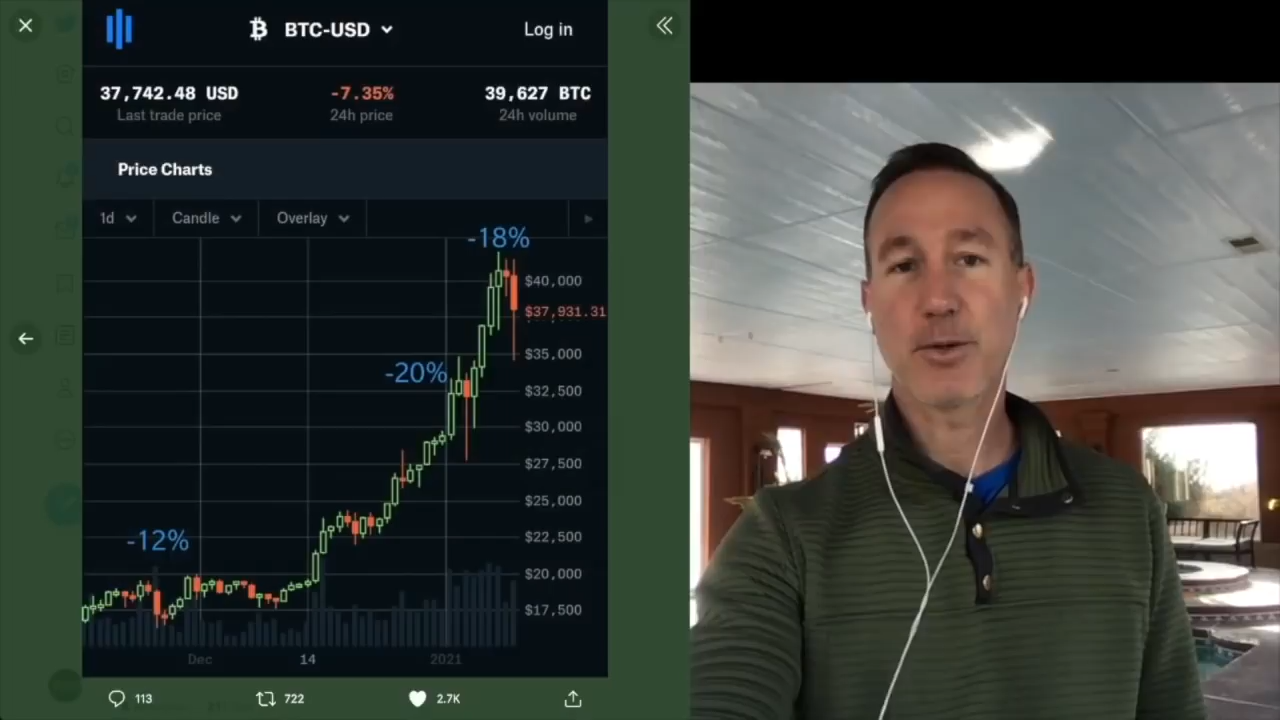 BTC-USD
Log in
37,742.48 USD
-7.35%
39,627 BTC
Last trade price
24h price
24h volume
Price Charts
1d
Candle
Overlay
-18%
$40,000
$37,931.31
$35,000
-20%
$32,500
$30,000
$27,500
$25,000
-12%
$22,500
$20,000
$17,500
Dec
14
2021
113
722
2.7K